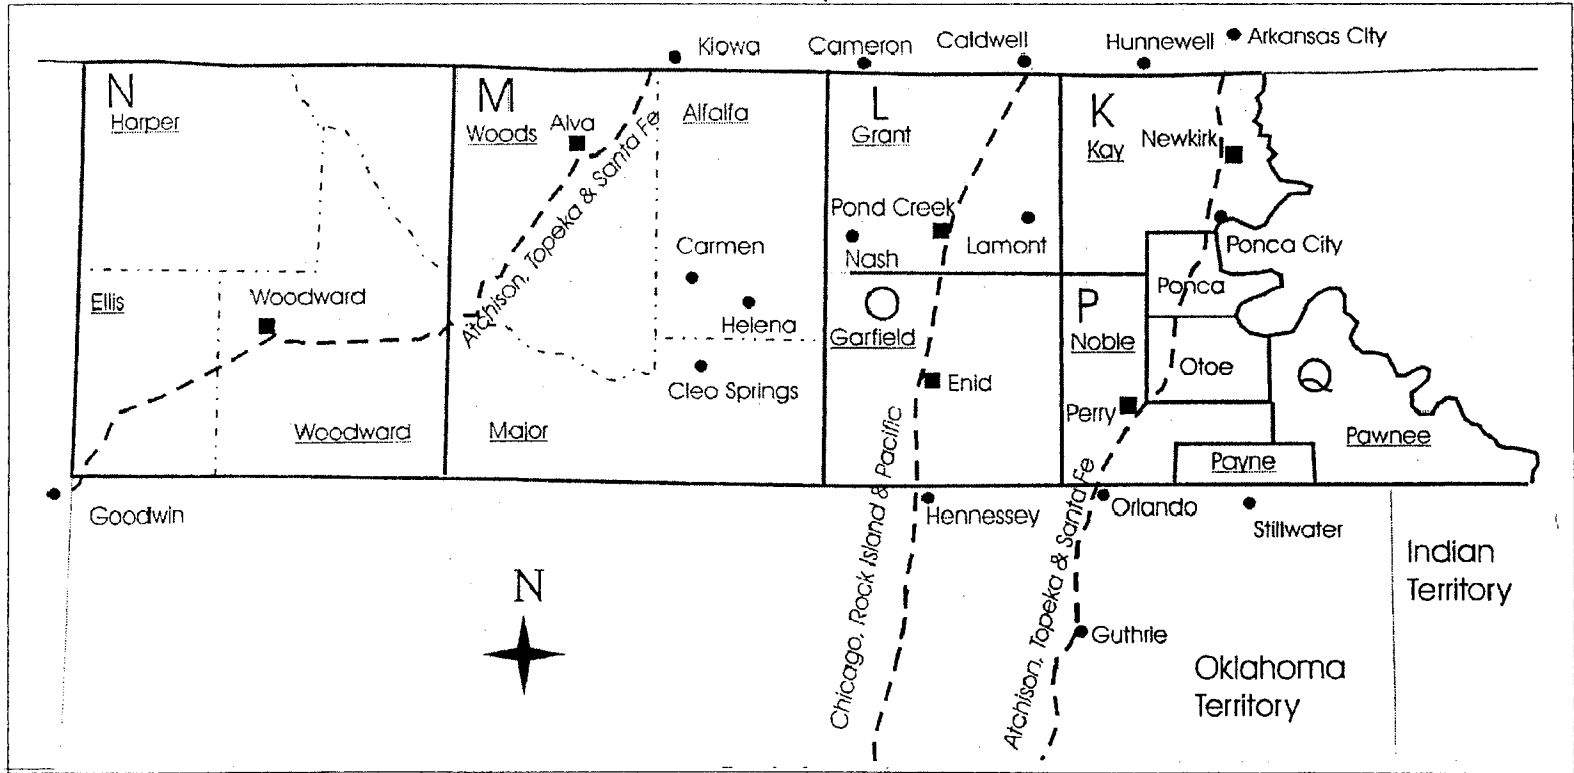 Kiowa
Cameron
Caldwell
Hunnewell
Arkansas City
N
Harper
M
Woods
Alva
Alfalfa
L
Grant
K
Kay
Newkirk
Atchison, Topeka & Santa Fe
Pond Creek
Nash
Lamont
Ponca City
Carmen
Helena
Ellis
Woodward
O
Garfield
P
Noble
Ponca
Otoe
Q
Cleo Springs
Enid
Perry
Woodward
Major
Pawnee
Payne
Goodwin
Hennessey
Orlando
Stillwater
Chicago, Rock Island & Pacific
Atchison, Topeka & Santa Fe
Indian
Territory
N
Guthrie
Oklahoma
Territory